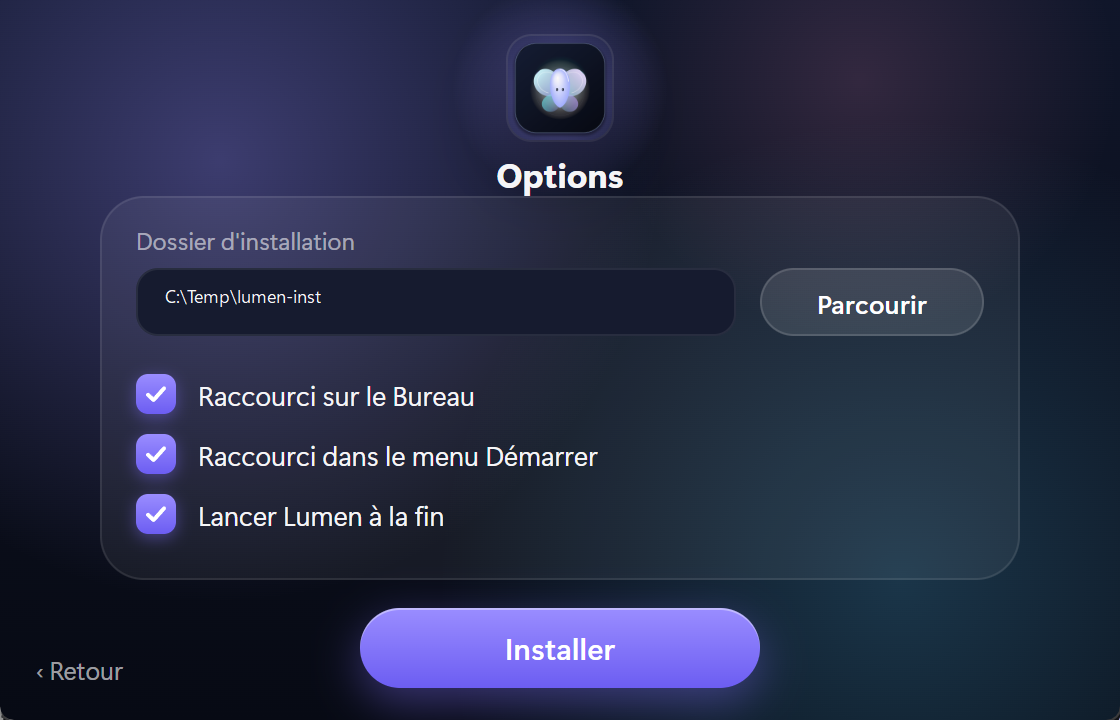 Options
Dossier d'installation
C:\Temp\lumen-inst
Parcourir
Raccourci sur le Bureau
Raccourci dans le menu Démarrer
Lancer Lumen à la fin
Installer
‹ Retour